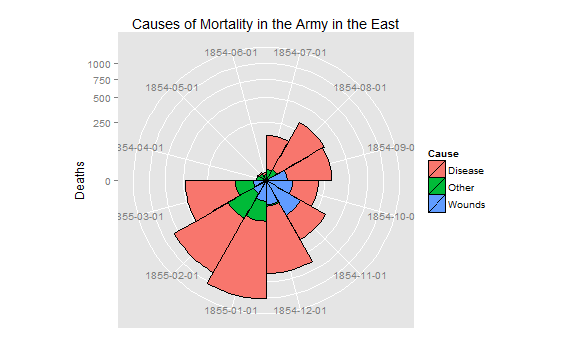 Causes of Mortality in the Army in the East
1854-06-01
1854-07-01
1854-05-01
1854-08-01
854-04-01
1854-09-0
855-03-01
1854-10-0
1855-02-01
1854-11-01
1855-01-01
1854-12-01
1000
750
500
250
0
Deaths
Cause
Disease
Other
Wounds